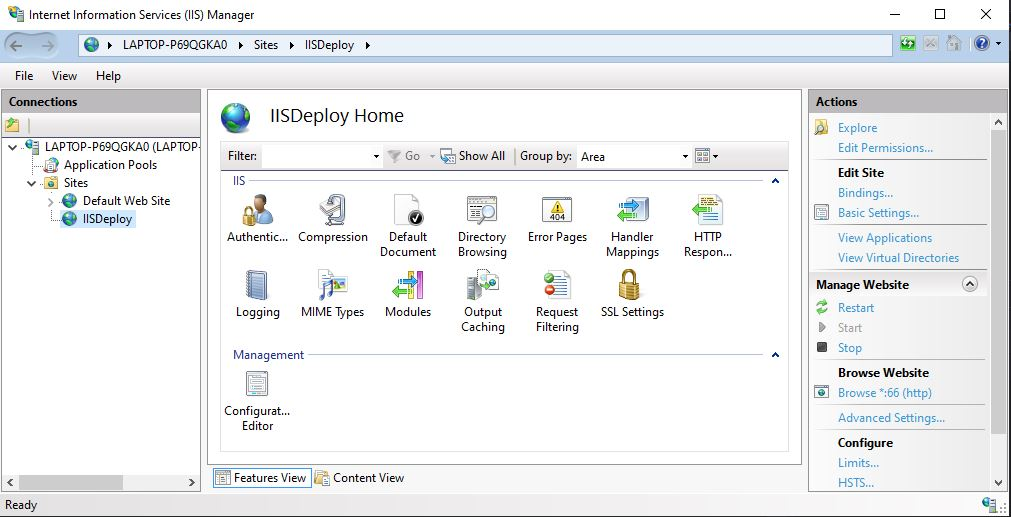 Internet Information Services (IIS) Manager
LAPTOP-P69QGKA0 Sites IISDeploy
File View Help
Connections
LAPTOP-P69QGKA0 (LAPTOP-
Application Pools
Sites
Default Web Site
IISDeploy
IISDeploy Home
Filter: Go Show All Group by: Area
IIS
Authentic... Compression Default Document Directory Browsing Error Pages Handler Mappings HTTP Respon...
404
Logging MIME Types Modules Output Caching Request Filtering SSL Settings
Management
Configurat... Editor
Features View Content View
Actions
Explore
Edit Permissions...
Edit Site
Bindings...
Basic Settings...
View Applications
View Virtual Directories
Manage Website
Restart
Start
Stop
Browse Website
Browse *:66 (http)
Advanced Settings...
Configure
Limits...
HSTS...
Ready